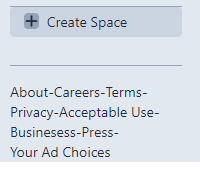 Create Space
About-Careers-Terms-
Privacy-Acceptable Use-
Businesess-Press-
Your Ad Choices